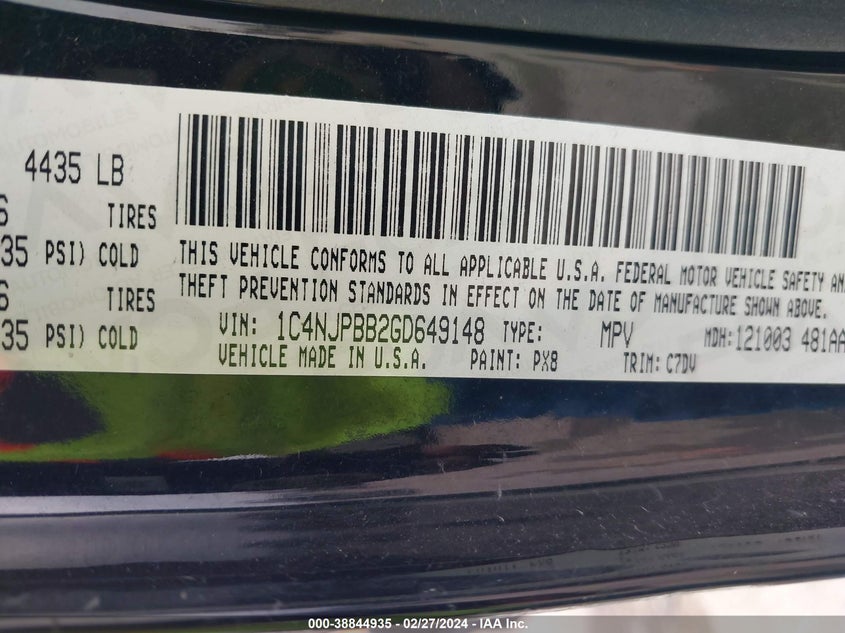 4435 LB
6 TIRES
35 PSI) COLD
6 TIRES
35 PSI) COLD
THIS VEHICLE CONFORMS TO ALL APPLICABLE U.S.A. FEDERAL MOTOR VEHICLE SAFETY AN
THEFT PREVENTION STANDARDS IN EFFECT ON THE DATE OF MANUFACTURE SHOWN ABOVE.
VIN: 1C4NJPBB2GD649148 TYPE: MPV MDH:121003 481AA
VEHICLE MADE IN U.S.A. PAINT: PX8 TRIM: C7DV
000-38844935 - 02/27/2024 - IAA Inc.